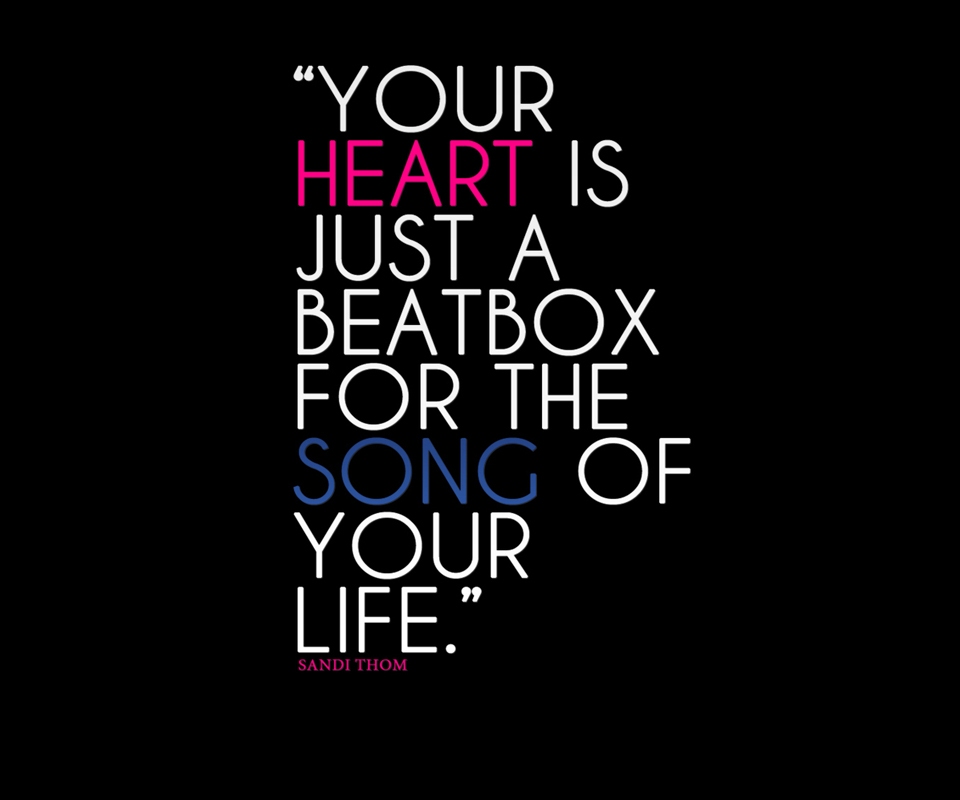 “YOUR
HEART IS
JUST A
BEATBOX
FOR THE
SONG OF
YOUR
LIFE.”
SANDI THOM